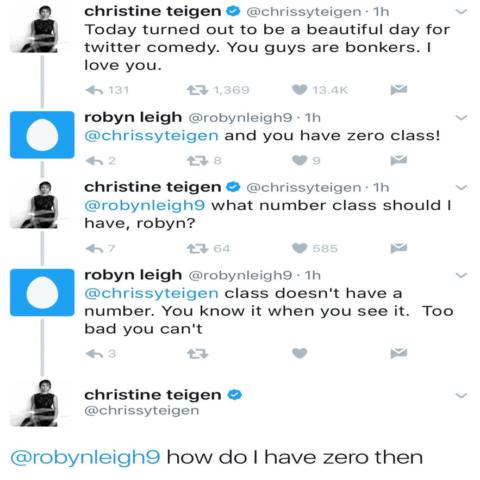 christine teigen @chrissyteigen · 1h
Today turned out to be a beautiful day for
twitter comedy. You guys are bonkers. I
love you.
131 1,369 13.4K
robyn leigh @robynleigh9 · 1h
@chrissyteigen and you have zero class!
2 8 9
christine teigen @chrissyteigen · 1h
@robynleigh9 what number class should I
have, robyn?
7 64 585
robyn leigh @robynleigh9 · 1h
@chrissyteigen class doesn't have a
number. You know it when you see it.  Too
bad you can't
3
christine teigen
@chrissyteigen
@robynleigh9 how do I have zero then